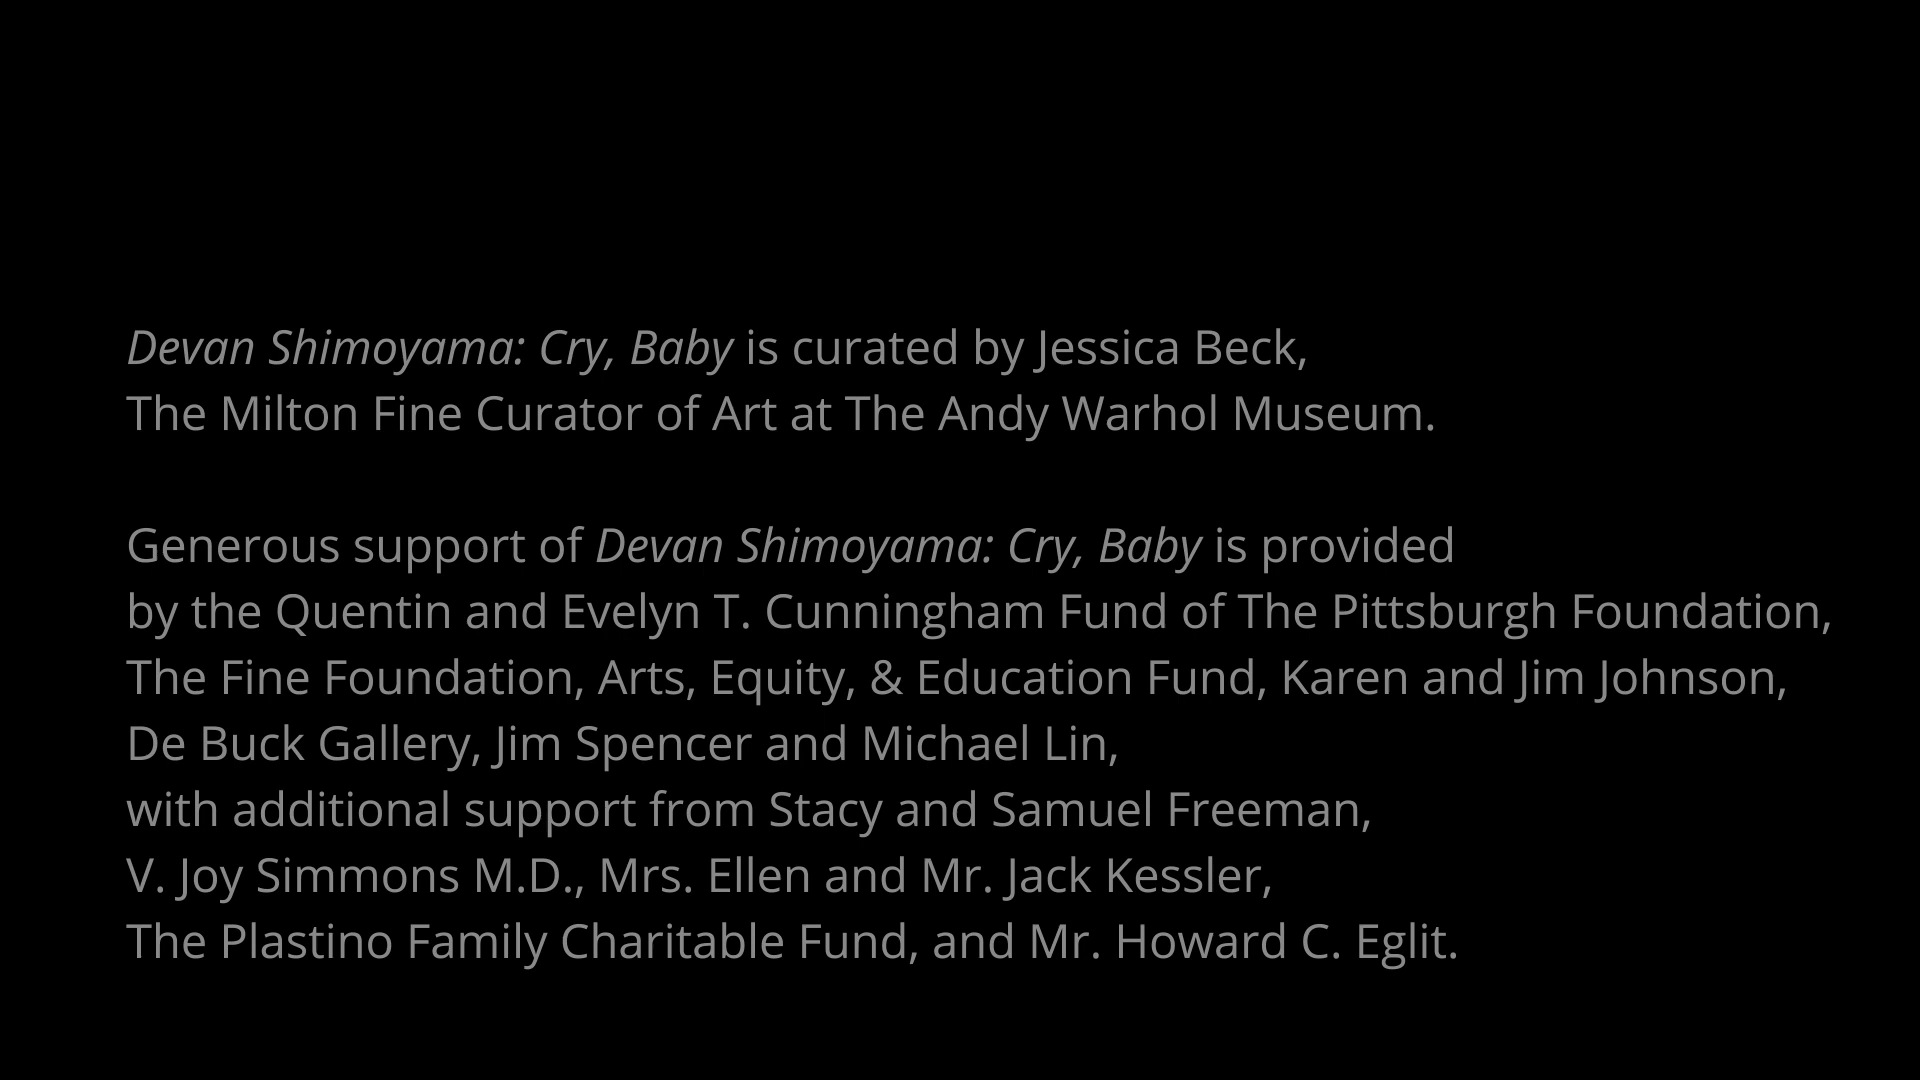 Devan Shimoyama: Cry, Baby is curated by Jessica Beck,
The Milton Fine Curator of Art at The Andy Warhol Museum.
Generous support of Devan Shimoyama: Cry, Baby is provided
by the Quentin and Evelyn T. Cunningham Fund of The Pittsburgh Foundation,
The Fine Foundation, Arts, Equity, & Education Fund, Karen and Jim Johnson,
De Buck Gallery, Jim Spencer and Michael Lin,
with additional support from Stacy and Samuel Freeman,
V. Joy Simmons M.D., Mrs. Ellen and Mr. Jack Kessler,
The Plastino Family Charitable Fund, and Mr. Howard C. Eglit.